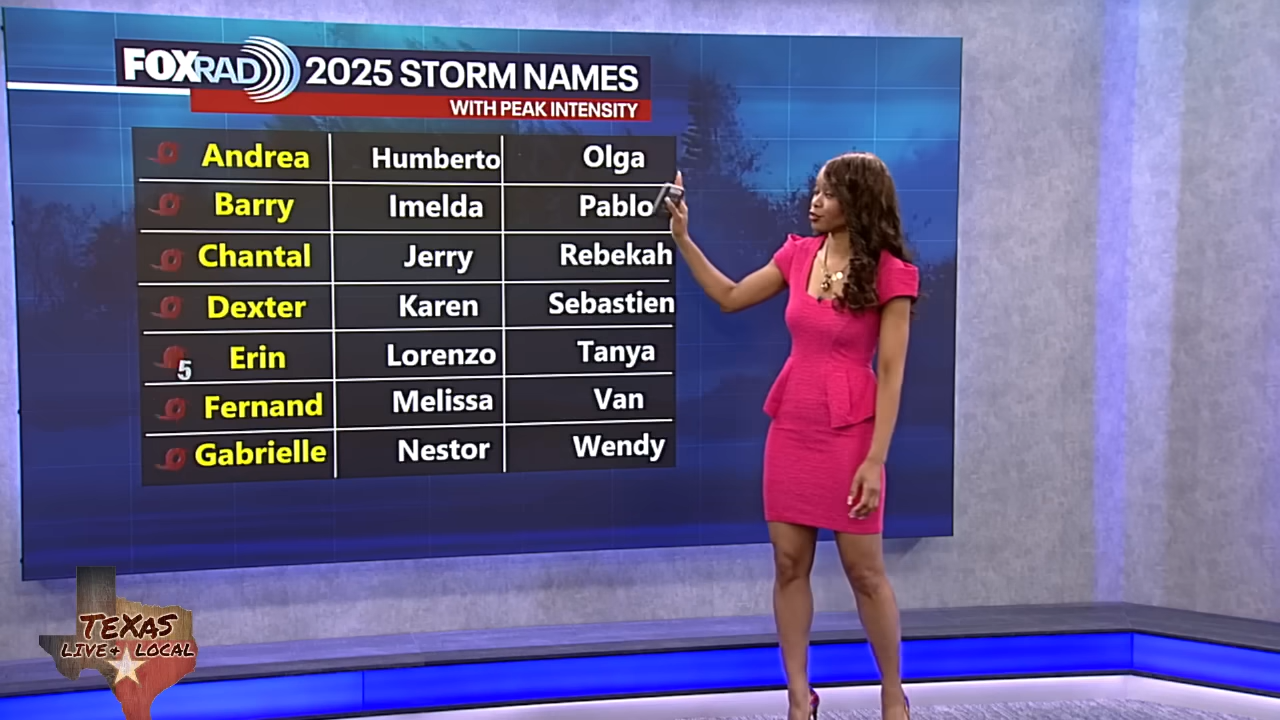 FOXRAD 2025 STORM NAMES
WITH PEAK INTENSITY
Andrea Humberto Olga
Barry Imelda Pablo
Chantal Jerry Rebekah
Dexter Karen Sebastien
5 Erin Lorenzo Tanya
Fernand Melissa Van
Gabrielle Nestor Wendy
TEXAS
LIVE+ LOCAL